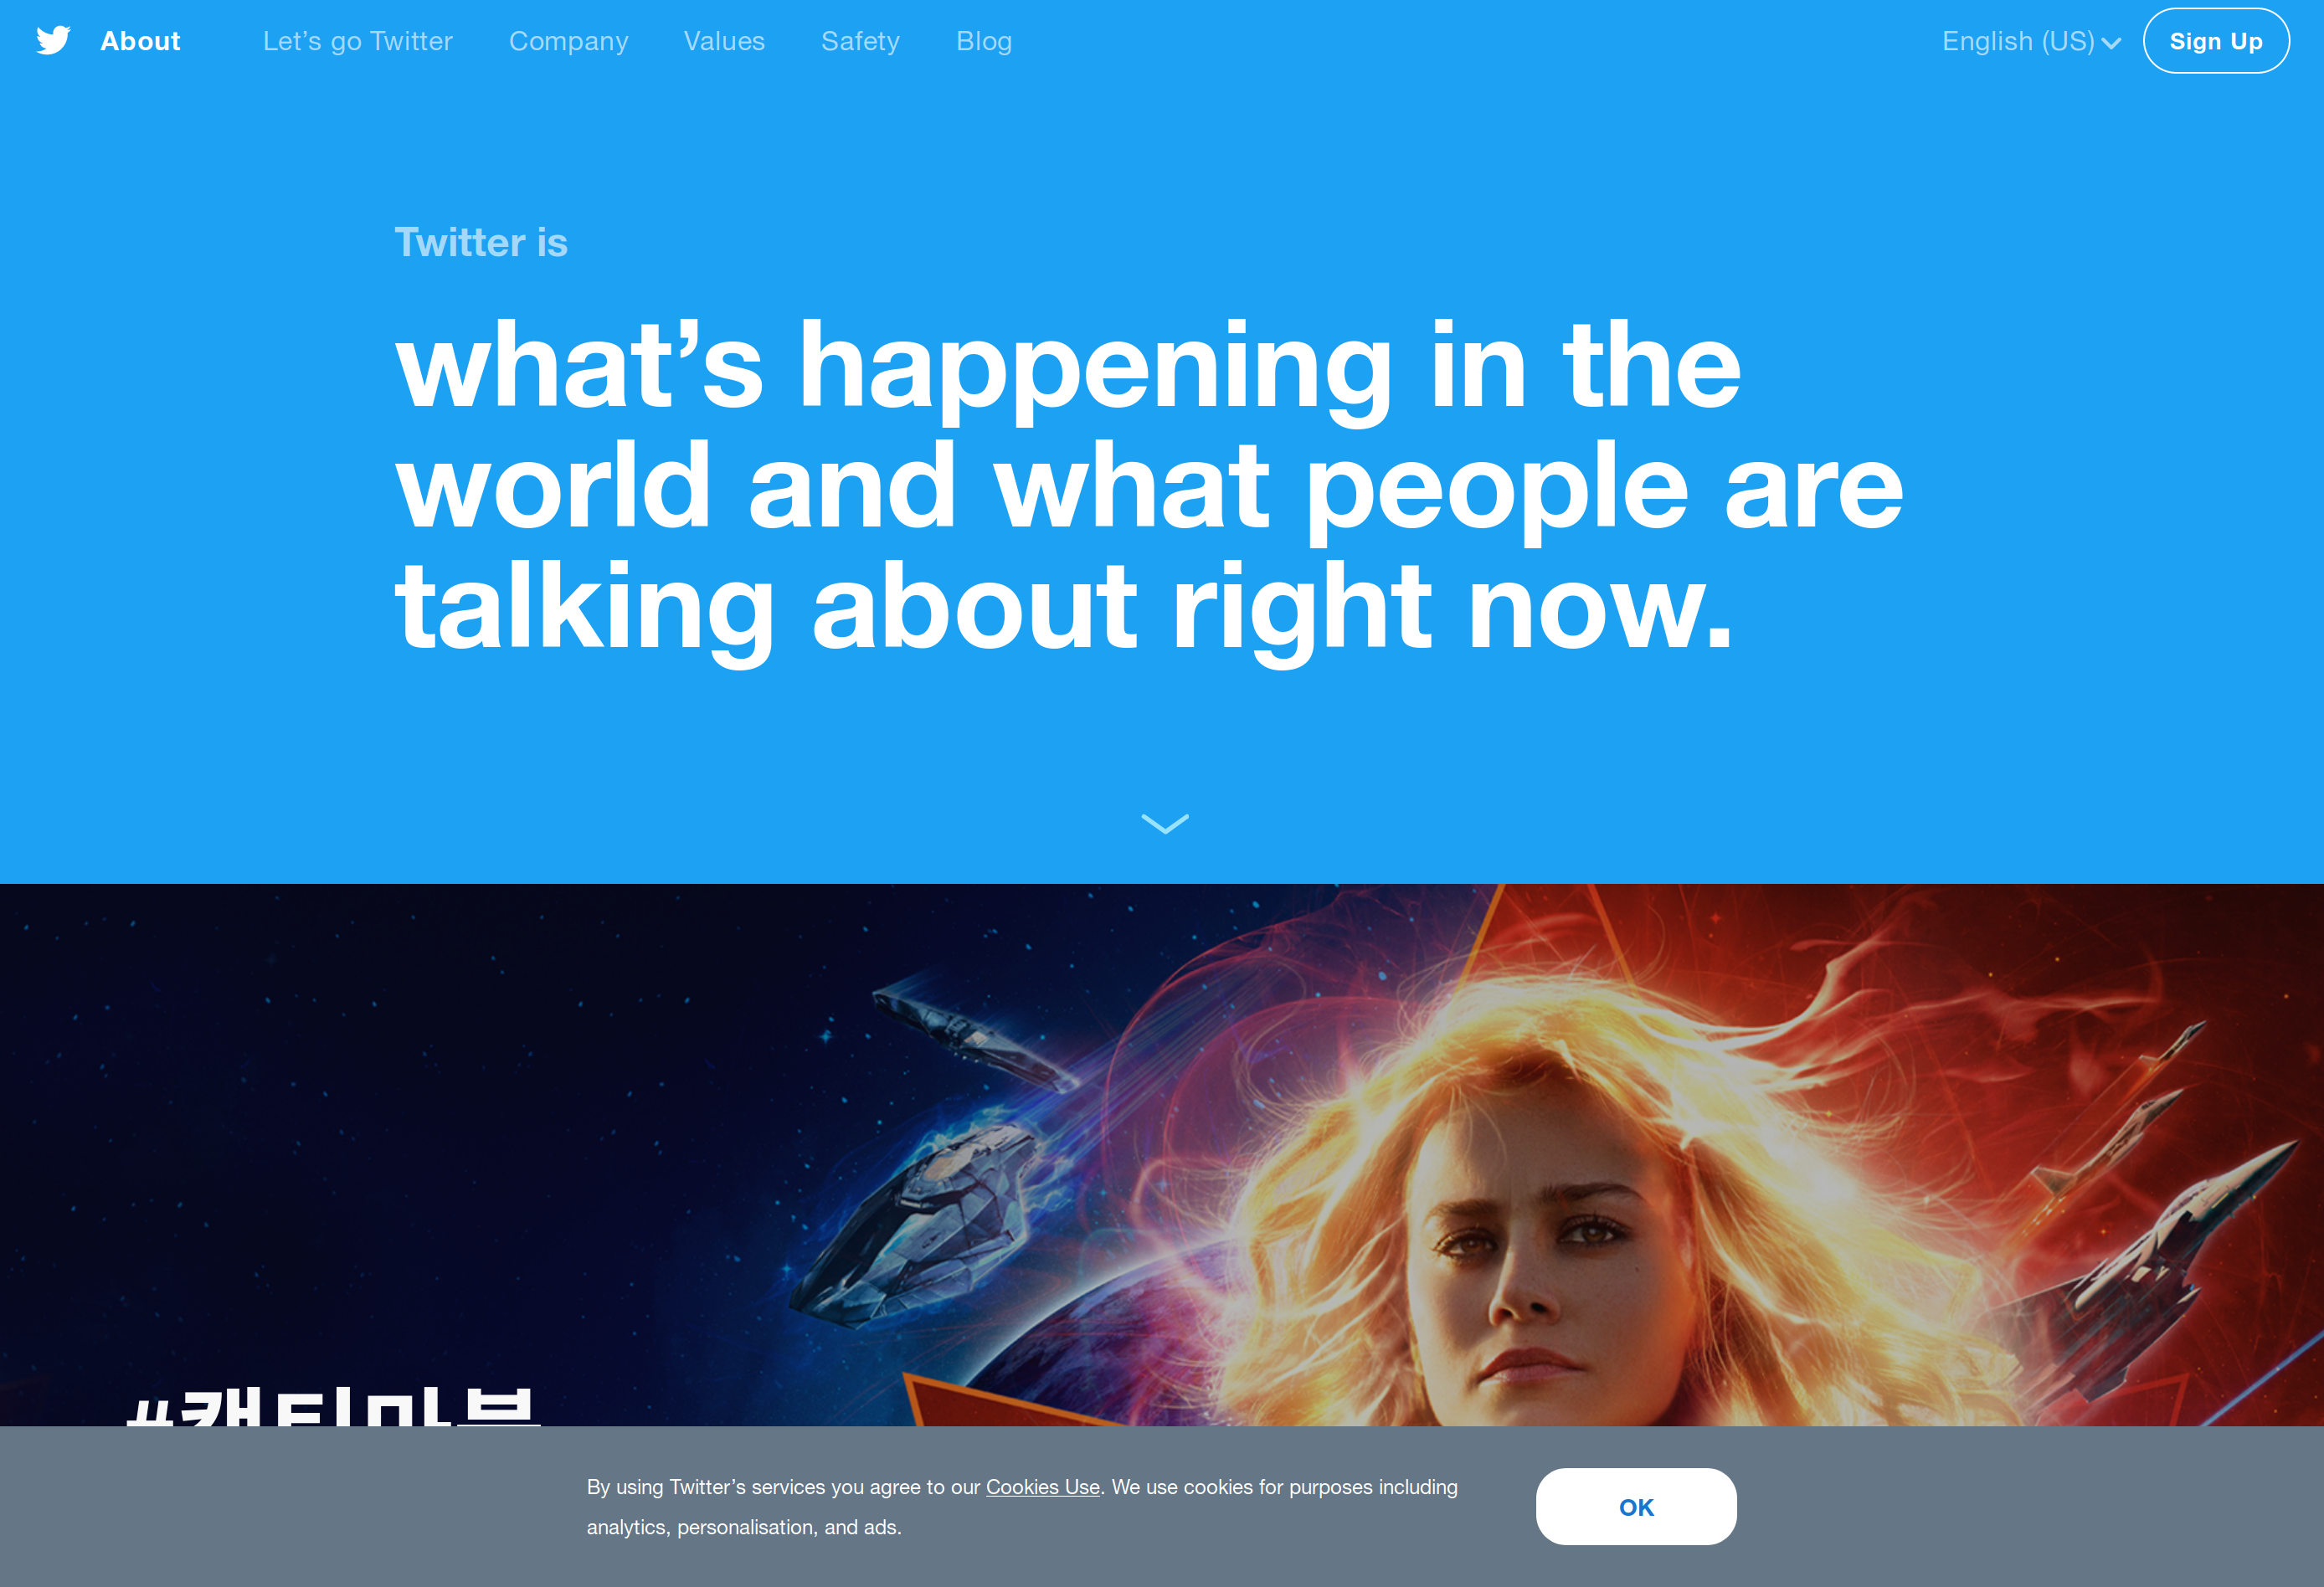 About Let’s go Twitter Company Values Safety Blog English (US) Sign Up
Twitter is
what’s happening in the
world and what people are
talking about right now.
By using Twitter’s services you agree to our Cookies Use. We use cookies for purposes including
analytics, personalisation, and ads.
OK